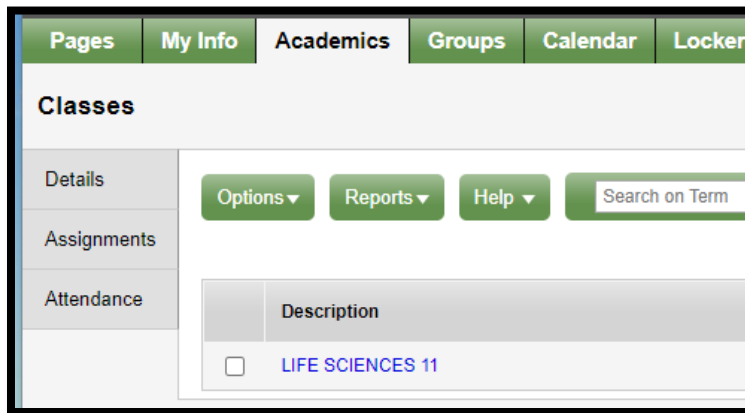 Pages My Info Academics Groups Calendar Locker
Classes
Details
Options Reports Help Search on Term
Assignments
Attendance
Description
LIFE SCIENCES 11